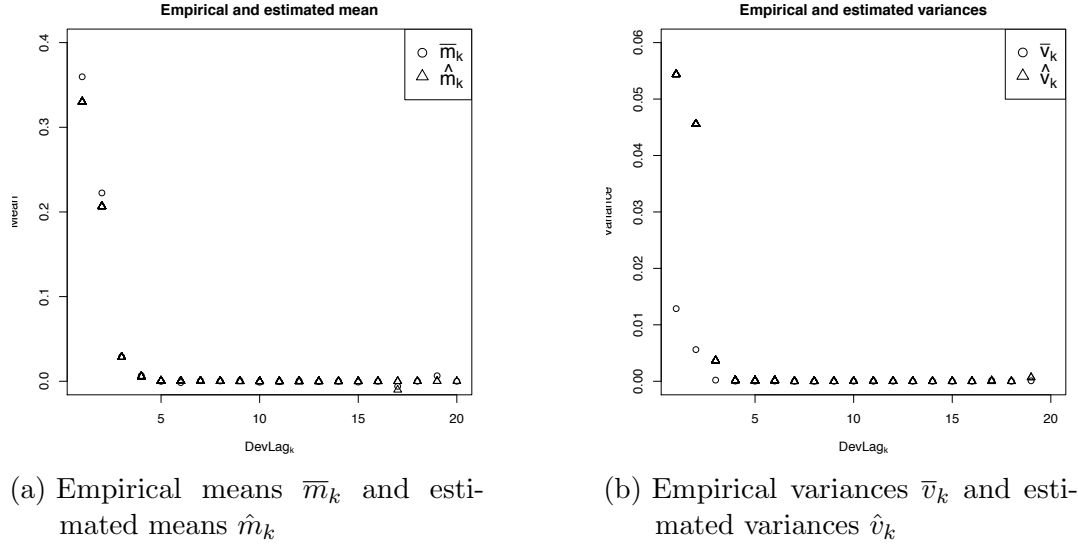 Empirical and estimated mean
0.4
0.3
0.2
0.1
0.0
Mean
m̅k
m̂k
5
10
15
20
DevLagk
(a) Empirical means m̅k and esti-
mated means m̂k
Empirical and estimated variances
0.06
0.05
0.04
0.03
0.02
0.01
0.00
variance
v̅k
v̂k
5
10
15
20
DevLagk
(b) Empirical variances v̅k and esti-
mated variances v̂k